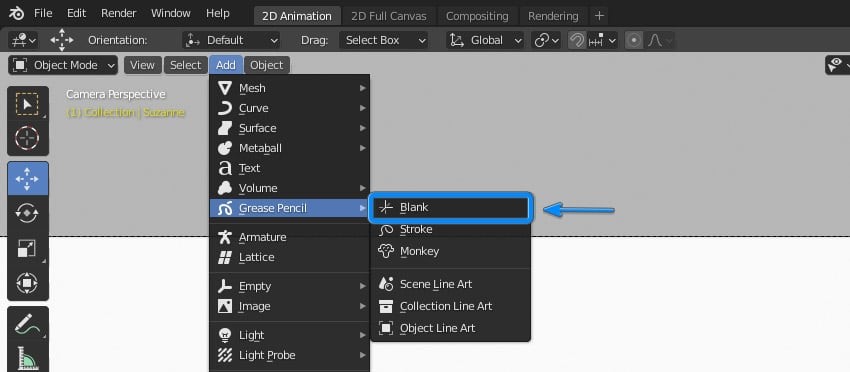 File Edit Render Window Help 2D Animation 2D Full Canvas Compositing Rendering +
Orientation: Default Drag: Select Box Global
Object Mode View Select Add Object
Camera Perspective
(1) Collection | Suzanne
Mesh
Curve
Surface
Metaball
Text
Volume
Grease Pencil
Blank
Stroke
Monkey
Scene Line Art
Collection Line Art
Object Line Art
Armature
Lattice
Empty
Image
Light
Light Probe